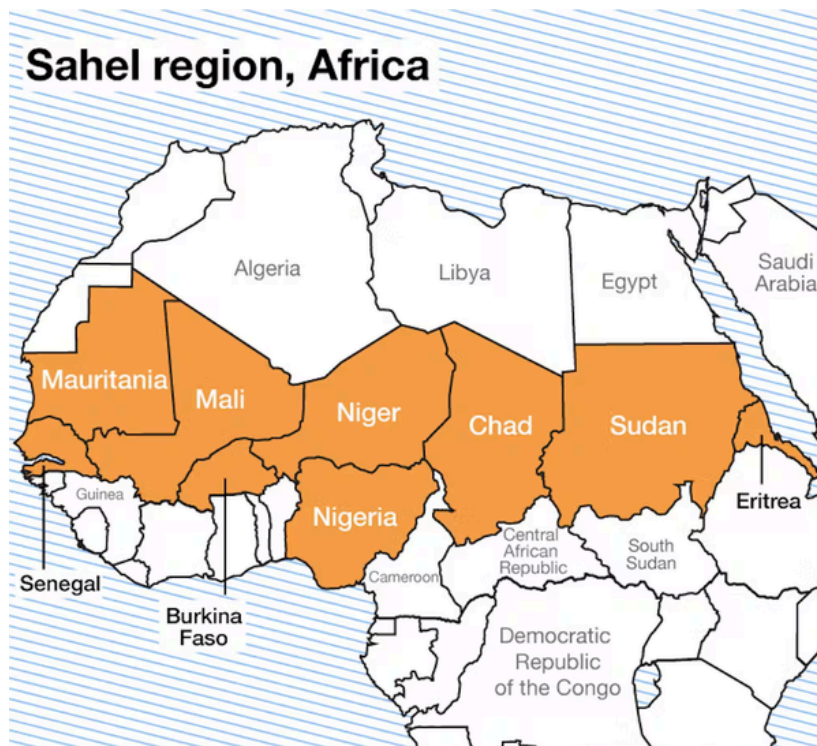 Sahel region, Africa
Algeria
Libya
Egypt
Saudi
Arabia
Mauritania
Mali
Niger
Chad
Sudan
Eritrea
Guinea
Nigeria
Senegal
Burkina
Faso
Cameroon
Central
African
Republic
South
Sudan
Democratic
Republic
of the Congo